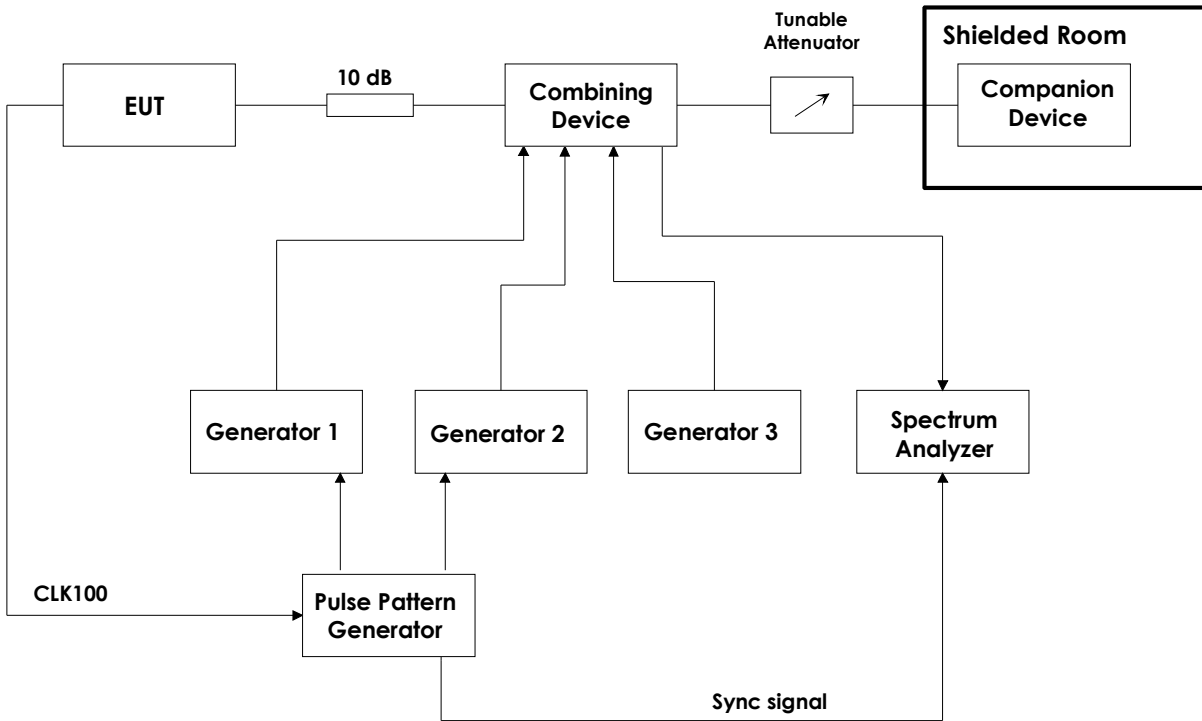 Tunable
Attenuator
Shielded Room
EUT
10 dB
Combining
Device
Companion
Device
Generator 1
Generator 2
Generator 3
Spectrum
Analyzer
CLK100
Pulse Pattern
Generator
Sync signal